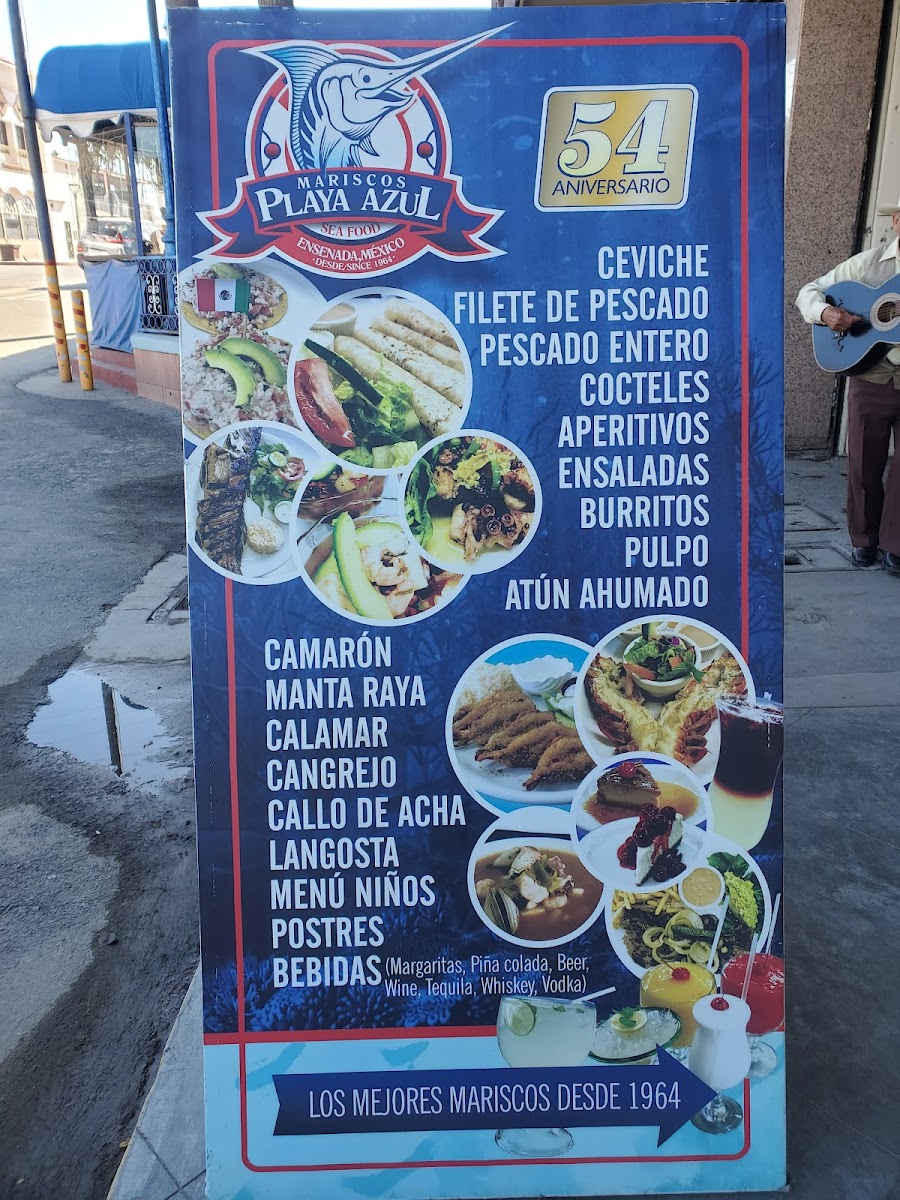 MARISCOS
PLAYA AZUL
SEA FOOD
ENSENADA, MÉXICO
·DESDE/SINCE 1964·
54
ANIVERSARIO
CEVICHE
FILETE DE PESCADO
PESCADO ENTERO
COCTELES
APERITIVOS
ENSALADAS
BURRITOS
PULPO
ATÚN AHUMADO
CAMARÓN
MANTA RAYA
CALAMAR
CANGREJO
CALLO DE ACHA
LANGOSTA
MENÚ NIÑOS
POSTRES
BEBIDAS (Margaritas, Piña colada, Beer,
Wine, Tequila, Whiskey, Vodka)
LOS MEJORES MARISCOS DESDE 1964